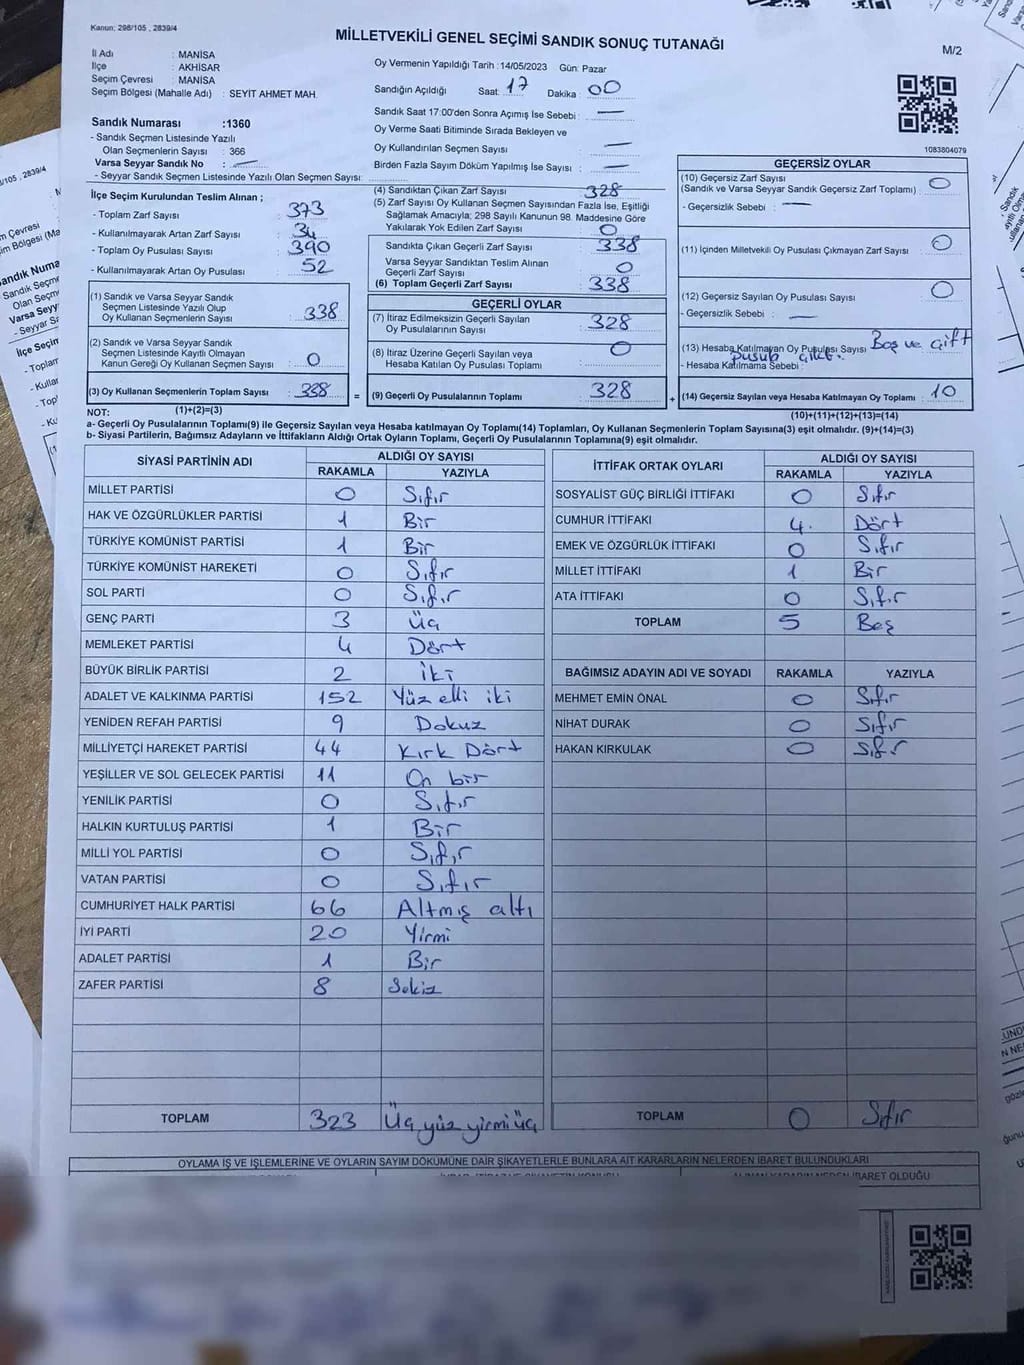 Kanun: 298/105 , 2839/4
MİLLETVEKİLİ GENEL SEÇİMİ SANDIK SONUÇ TUTANAĞI
M/2
İl Adı : MANİSA
İlçe : AKHİSAR
Seçim Çevresi : MANİSA
Seçim Bölgesi (Mahalle Adı) : SEYİT AHMET MAH.
Oy Vermenin Yapıldığı Tarih :14/05/2023 Gün: Pazar
Sandığın Açıldığı Saat: 17 Dakika : 00
Sandık Saat 17:00'den Sonra Açımış İse Sebebi : —
Oy Verme Saati Bitiminde Sırada Bekleyen ve
Oy Kullandırılan Seçmen Sayısı : —
Birden Fazla Sayım Döküm Yapılmış İse Sayısı : —
Sandık Numarası :1360
- Sandık Seçmen Listesinde Yazılı
Olan Seçmenlerin Sayısı : 366
Varsa Seyyar Sandık No : —
- Seyyar Sandık Seçmen Listesinde Yazılı Olan Seçmen Sayısı:
1083804079
İlçe Seçim Kurulundan Teslim Alınan ;
- Toplam Zarf Sayısı : 373
- Kullanılmayarak Artan Zarf Sayısı : 34
- Toplam Oy Pusulası Sayısı : 390
- Kullanılmayarak Artan Oy Pusulası : 52
(1) Sandık ve Varsa Seyyar Sandık
Seçmen Listesinde Yazılı Olup
Oy Kullanan Seçmenlerin Sayısı : 338
(2) Sandık ve Varsa Seyyar Sandık
Seçmen Listesinde Kayıtlı Olmayan
Kanun Gereği Oy Kullanan Seçmen Sayısı : 0
(3) Oy Kullanan Seçmenlerin Toplam Sayısı : 338 =
(4) Sandıktan Çıkan Zarf Sayısı : 328
(5) Zarf Sayısı Oy Kullanan Seçmen Sayısından Fazla İse, Eşitliği
Sağlamak Amacıyla; 298 Sayılı Kanunun 98. Maddesine Göre
Yakılarak Yok Edilen Zarf Sayısı : 0
Sandıkta Çıkan Geçerli Zarf Sayısı : 338
Varsa Seyyar Sandıktan Teslim Alınan
Geçerli Zarf Sayısı : 0
(6) Toplam Geçerli Zarf Sayısı : 338
GEÇERLİ OYLAR
(7) İtiraz Edilmeksizin Geçerli Sayılan
Oy Pusulalarının Sayısı : 328
(8) İtiraz Üzerine Geçerli Sayılan veya
Hesaba Katılan Oy Pusulası Toplamı : 0
(9) Geçerli Oy Pusulalarının Toplamı : 328 +
GEÇERSİZ OYLAR
(10) Geçersiz Zarf Sayısı
(Sandık ve Varsa Seyyar Sandık Geçersiz Zarf Toplamı) : 0
- Geçersizlik Sebebi : —
(11) İçinden Milletvekili Oy Pusulası Çıkmayan Zarf Sayısı : 0
(12) Geçersiz Sayılan Oy Pusulası Sayısı : 0
- Geçersizlik Sebebi : —
(13) Hesaba Katılmayan Oy Pusulası Sayısı : Boş ve çift
pusula çıktı.
- Hesaba Katılmama Sebebi :
(14) Geçersiz Sayılan veya Hesaba Katılmayan Oy Toplamı : 10
NOT: (1)+(2)=(3)
(10)+(11)+(12)+(13)=(14)
a- Geçerli Oy Pusulalarının Toplamı(9) ile Geçersiz Sayılan veya Hesaba katılmayan Oy Toplamı(14) Toplamları, Oy Kullanan Seçmenlerin Toplam Sayısına(3) eşit olmalıdır. (9)+(14)=(3)
b- Siyasi Partilerin, Bağımsız Adayların ve İttifakların Aldığı Ortak Oyların Toplamı, Geçerli Oy Pusulalarının Toplamına(9) eşit olmalıdır.
SİYASİ PARTİNİN ADI ALDIĞI OY SAYISI
RAKAMLA YAZIYLA
MİLLET PARTİSİ 0 Sıfır
HAK VE ÖZGÜRLÜKLER PARTİSİ 1 Bir
TÜRKİYE KOMÜNİST PARTİSİ 1 Bir
TÜRKİYE KOMÜNİST HAREKETİ 0 Sıfır
SOL PARTİ 0 Sıfır
GENÇ PARTİ 3 Üç
MEMLEKET PARTİSİ 4 Dört
BÜYÜK BİRLİK PARTİSİ 2 İki
ADALET VE KALKINMA PARTİSİ 152 Yüz elli iki
YENİDEN REFAH PARTİSİ 9 Dokuz
MİLLİYETÇİ HAREKET PARTİSİ 44 Kırk Dört
YEŞİLLER VE SOL GELECEK PARTİSİ 11 On bir
YENİLİK PARTİSİ 0 Sıfır
HALKIN KURTULUŞ PARTİSİ 1 Bir
MİLLİ YOL PARTİSİ 0 Sıfır
VATAN PARTİSİ 0 Sıfır
CUMHURİYET HALK PARTİSİ 66 Altmış altı
İYİ PARTİ 20 Yirmi
ADALET PARTİSİ 1 Bir
ZAFER PARTİSİ 8 Sekiz
TOPLAM 323 Üç yüz yirmi üç
İTTİFAK ORTAK OYLARI ALDIĞI OY SAYISI
RAKAMLA YAZIYLA
SOSYALIST GÜÇ BİRLİĞİ İTTİFAKI 0 Sıfır
CUMHUR İTTİFAKI 4. Dört
EMEK VE ÖZGÜRLÜK İTTİFAKI 0 Sıfır
MİLLET İTTİFAKI 1 Bir
ATA İTTİFAKI 0 Sıfır
TOPLAM 5 Beş
BAĞIMSIZ ADAYIN ADI VE SOYADI RAKAMLA YAZIYLA
MEHMET EMİN ÖNAL 0 Sıfır
NİHAT DURAK 0 Sıfır
HAKAN KIRKULAK 0 Sıfır
TOPLAM 0 Sıfır
OYLAMA İŞ VE İŞLEMLERİNE VE OYLARIN SAYIM DÖKÜMÜNE DAİR ŞİKAYETLERLE BUNLARA AİT KARARLARIN NELERDEN İBARET BULUNDUKLARI